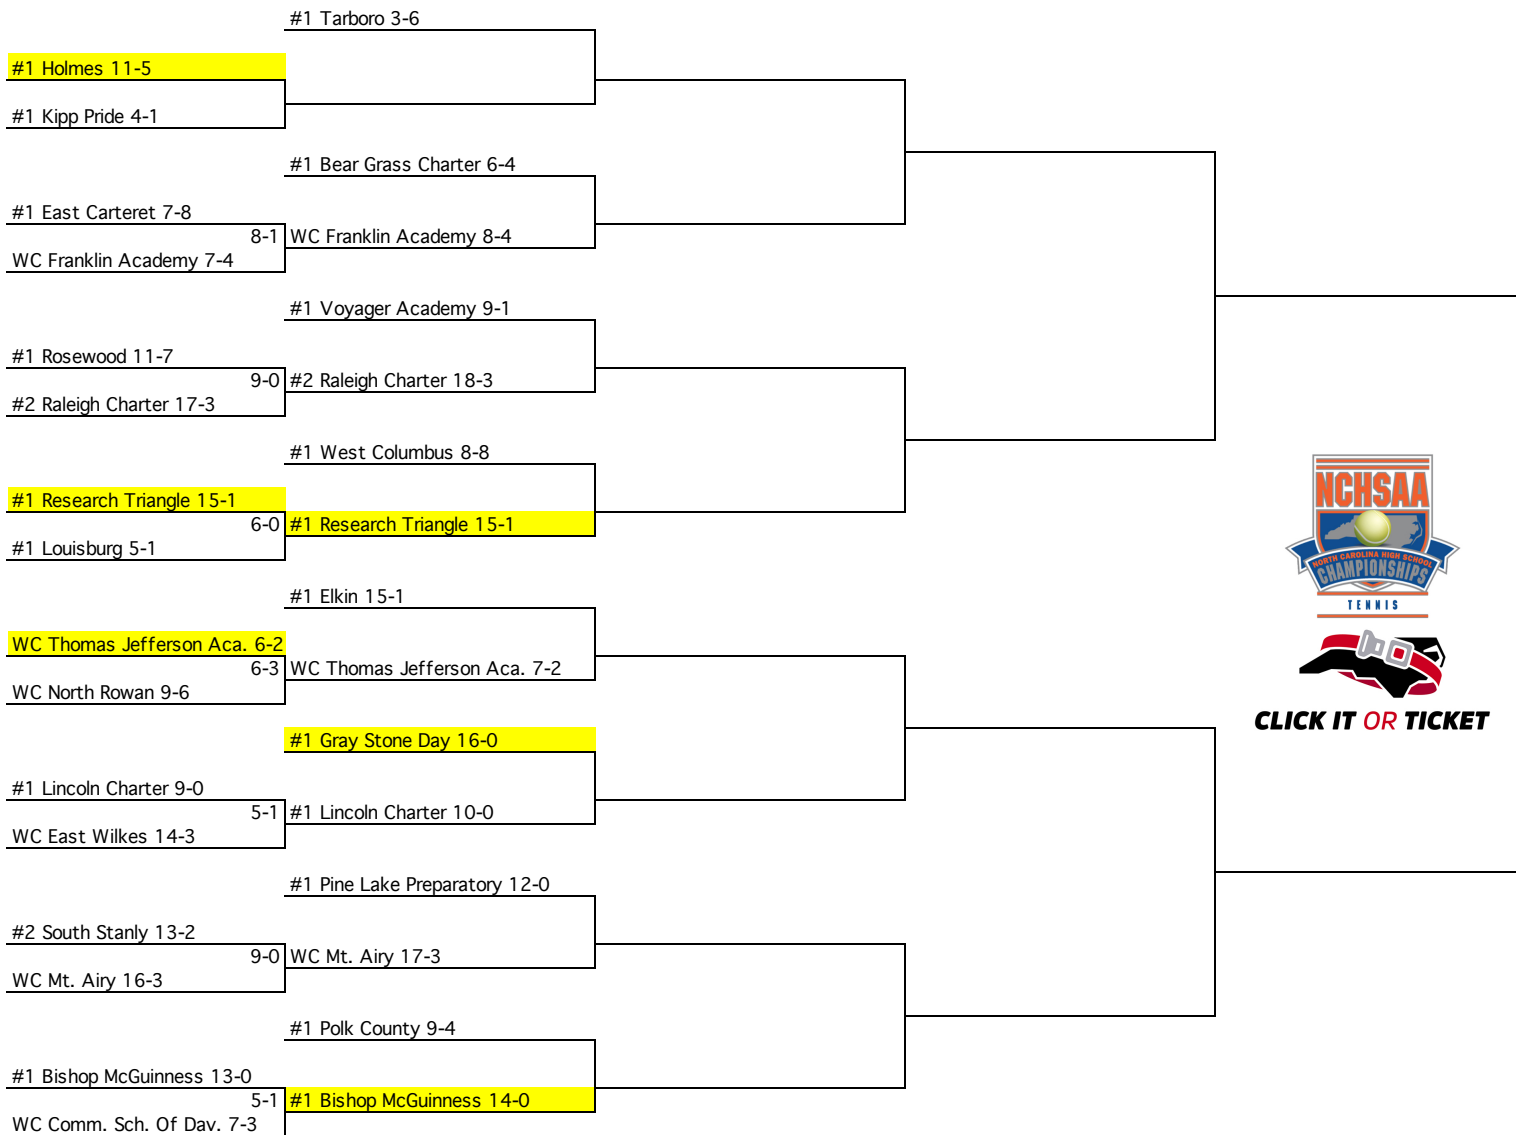 #1 Tarboro 3-6
#1 Holmes 11-5
#1 Kipp Pride 4-1
#1 Bear Grass Charter 6-4
#1 East Carteret 7-8
8-1 WC Franklin Academy 8-4
WC Franklin Academy 7-4
#1 Voyager Academy 9-1
#1 Rosewood 11-7
9-0 #2 Raleigh Charter 18-3
#2 Raleigh Charter 17-3
#1 West Columbus 8-8
#1 Research Triangle 15-1
6-0 #1 Research Triangle 15-1
#1 Louisburg 5-1
#1 Elkin 15-1
WC Thomas Jefferson Aca. 6-2
6-3 WC Thomas Jefferson Aca. 7-2
WC North Rowan 9-6
#1 Gray Stone Day 16-0
#1 Lincoln Charter 9-0
5-1 #1 Lincoln Charter 10-0
WC East Wilkes 14-3
#1 Pine Lake Preparatory 12-0
#2 South Stanly 13-2
9-0 WC Mt. Airy 17-3
WC Mt. Airy 16-3
#1 Polk County 9-4
#1 Bishop McGuinness 13-0
5-1 #1 Bishop McGuinness 14-0
WC Comm. Sch. Of Dav. 7-3
NCHSAA
NORTH CAROLINA HIGH SCHOOL
CHAMPIONSHIPS
TENNIS
CLICK IT OR TICKET